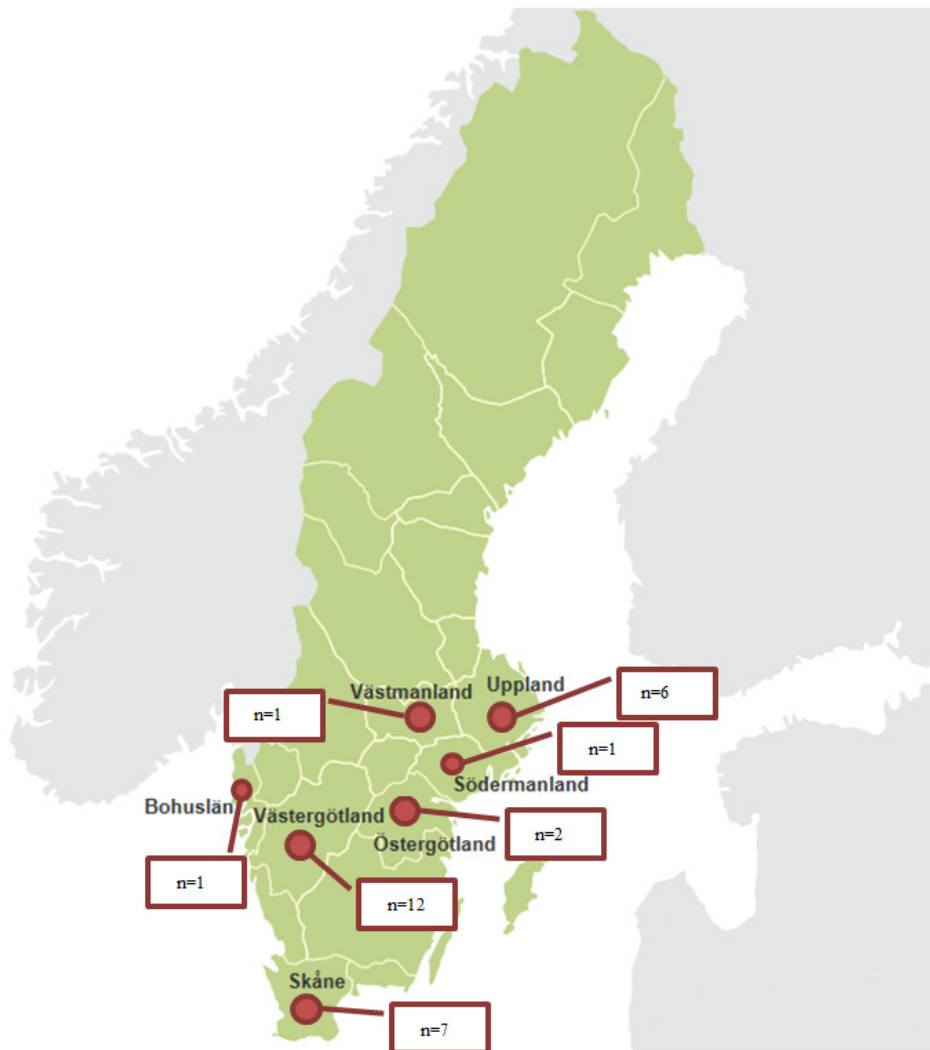 Uppland
n=6
Västmanland
n=1
n=1
Södermanland
Bohuslän
Västergötland
n=2
Östergötland
n=1
n=12
Skåne
n=7